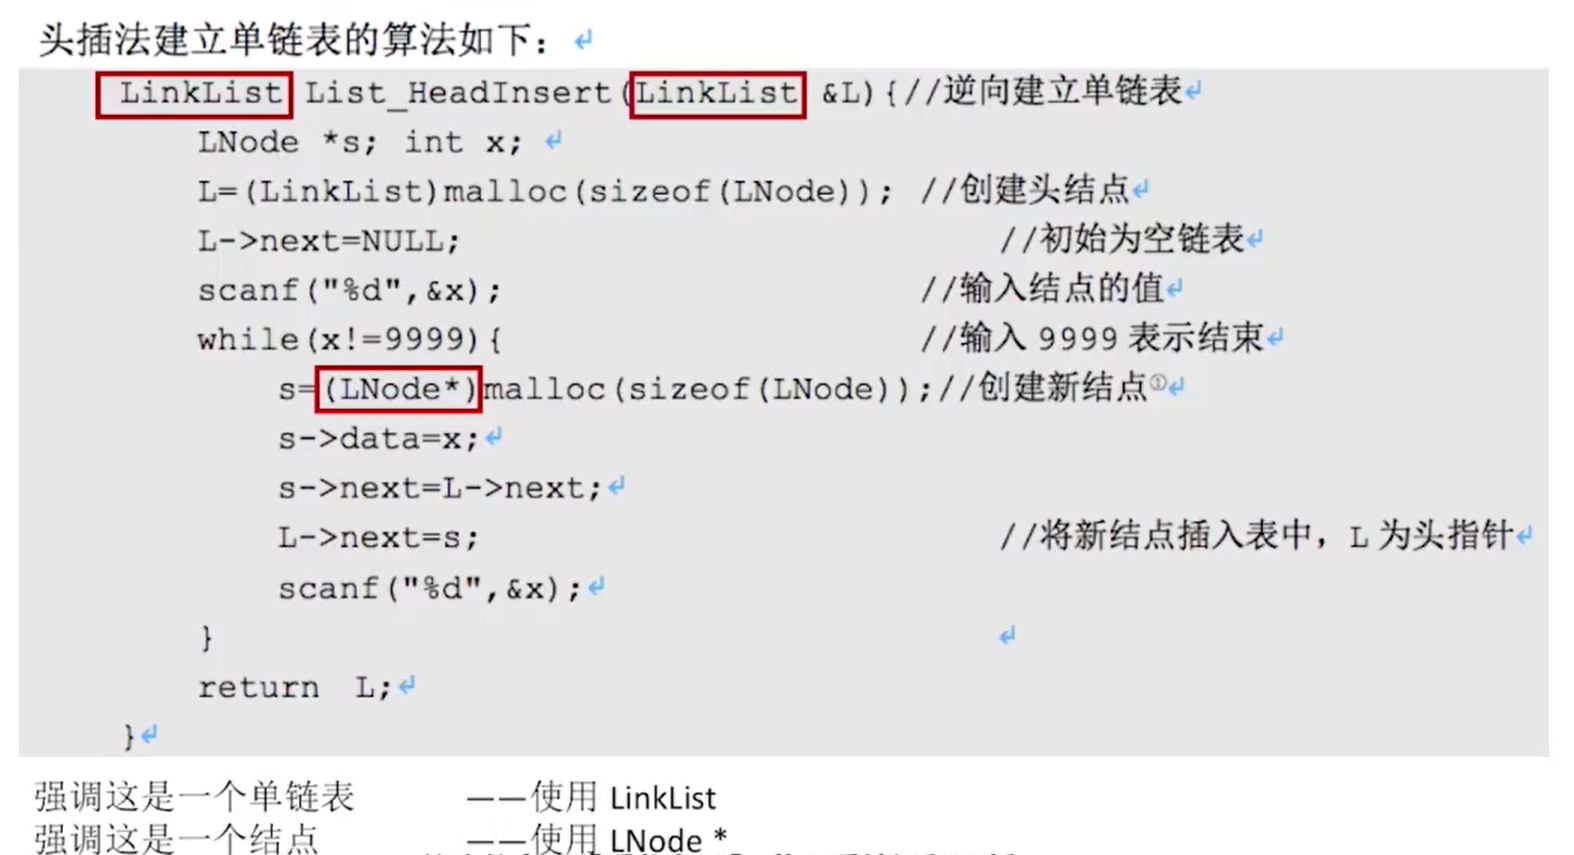 头插法建立单链表的算法如下：
LinkList List_HeadInsert(LinkList &L){//逆向建立单链表
LNode *s; int x;
L=(LinkList)malloc(sizeof(LNode)); //创建头结点
L->next=NULL; //初始为空链表
scanf("%d",&x); //输入结点的值
while(x!=9999){ //输入 9999 表示结束
s=(LNode*)malloc(sizeof(LNode));//创建新结点①
s->data=x;
s->next=L->next;
L->next=s; //将新结点插入表中，L 为头指针
scanf("%d",&x);
}
return L;
}
强调这是一个单链表 ——使用 LinkList
强调这是一个结点 ——使用 LNode *